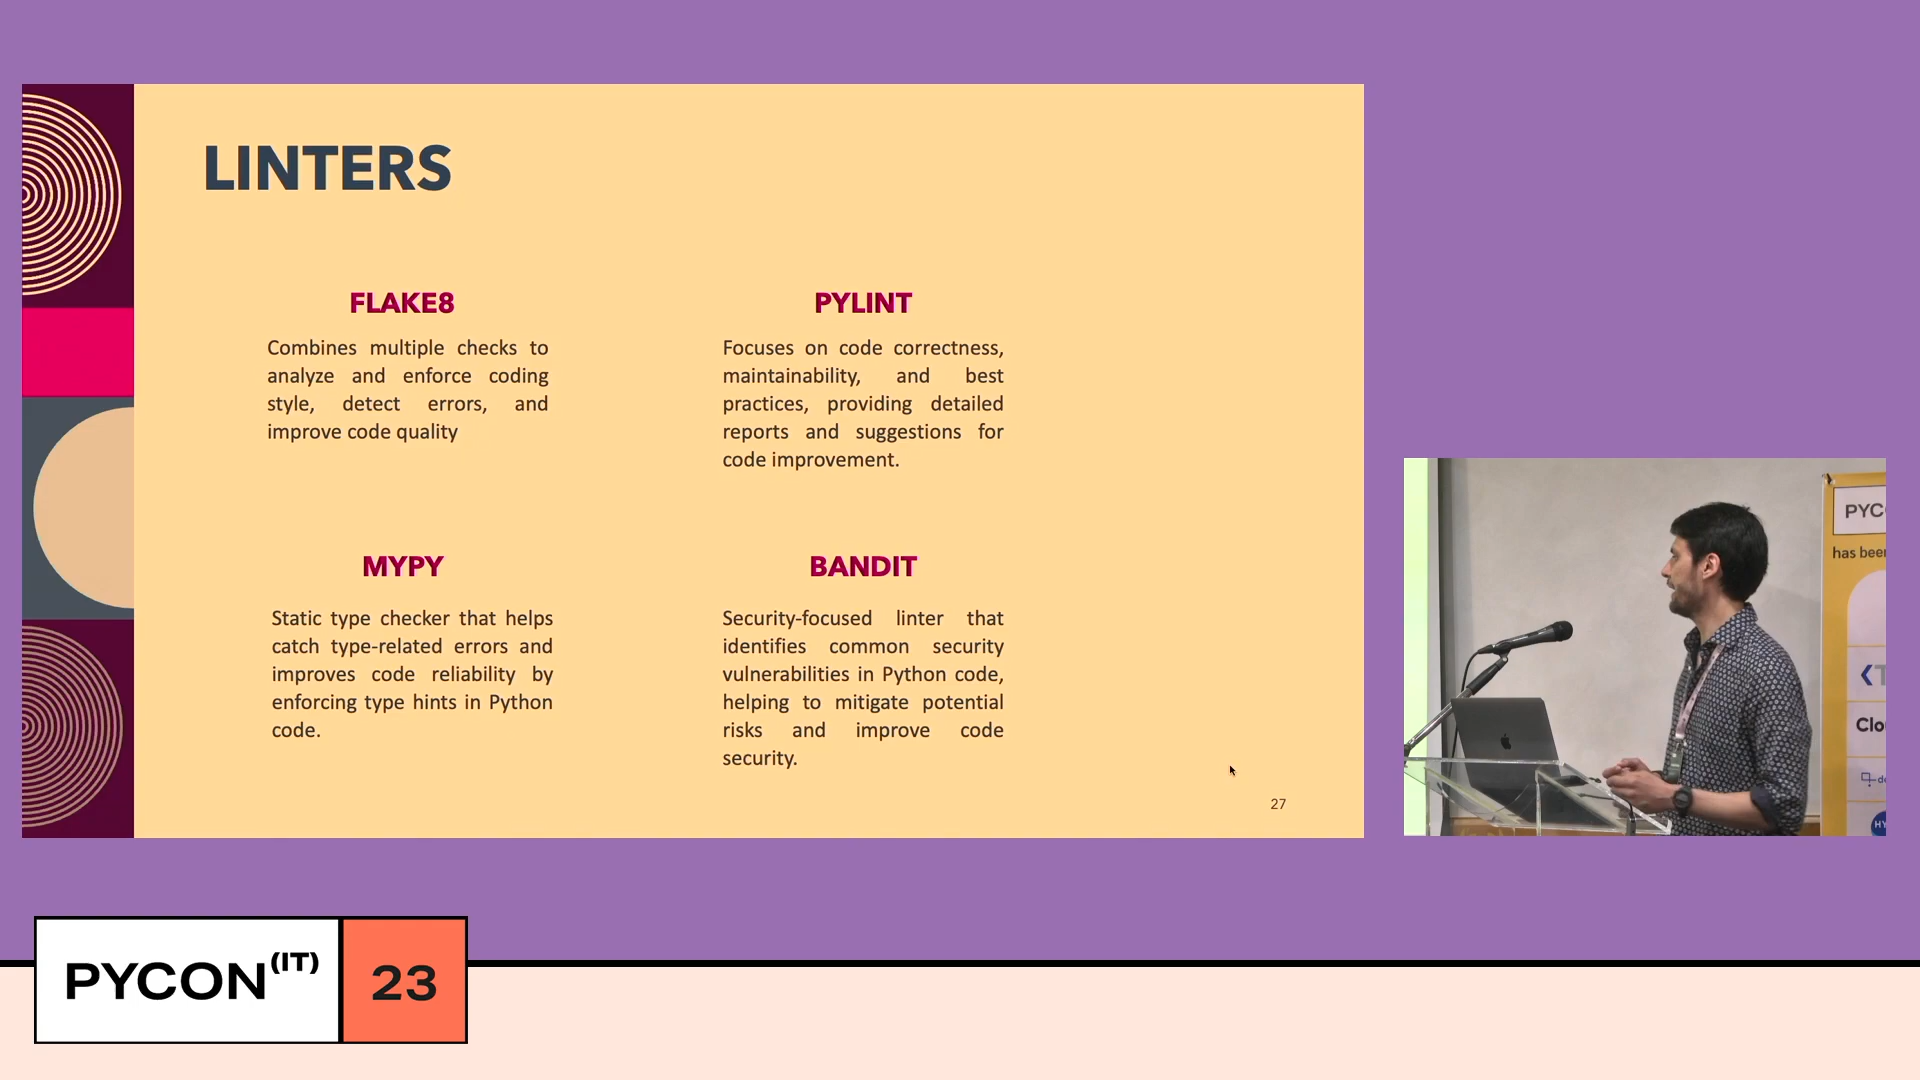 LINTERS
FLAKE8
Combines multiple checks to
analyze and enforce coding
style, detect errors, and
improve code quality
PYLINT
Focuses on code correctness,
maintainability, and best
practices, providing detailed
reports and suggestions for
code improvement.
MYPY
Static type checker that helps
catch type-related errors and
improves code reliability by
enforcing type hints in Python
code.
BANDIT
Security-focused linter that
identifies common security
vulnerabilities in Python code,
helping to mitigate potential
risks and improve code
security.
27
PYC
has been
Clo
de
HY
PYCON(IT) 23